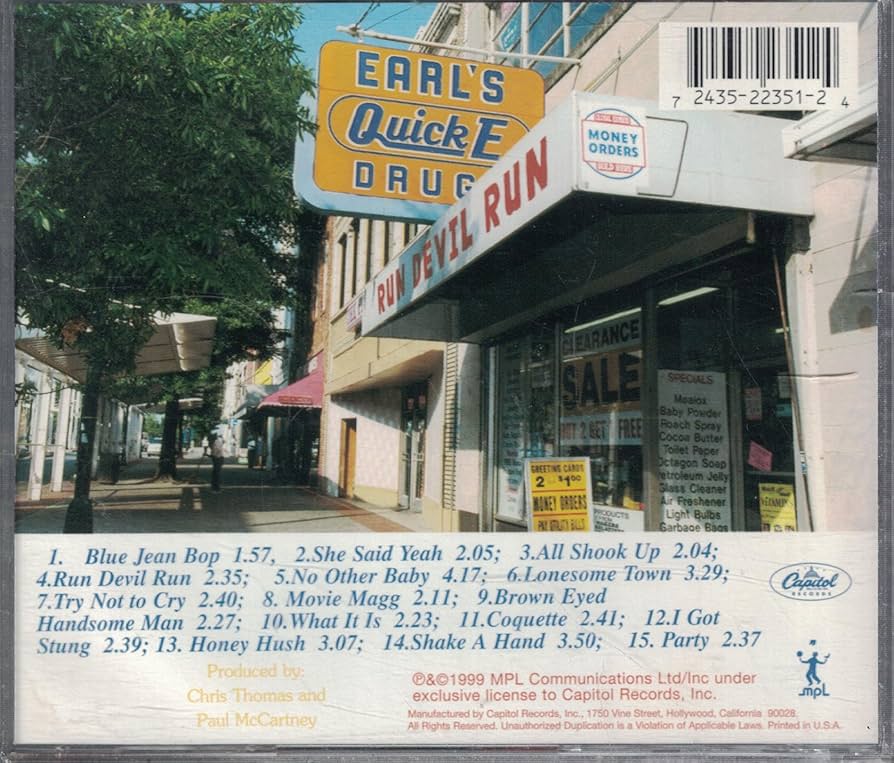 EARL'S
Quick E
DRUG
RUN DEVIL RUN
MONEY
ORDERS
7 2435-22351-2 4
CLEARANCE
SALE
BUY 2 GET 1 FREE
SPECIALS
Maalox
Baby Powder
Roach Spray
Cocoa Butter
Toilet Paper
Octagon Soap
Petroleum Jelly
Glass Cleaner
Air Freshener
Light Bulbs
Garbage Bags
GREETING CARDS
2 $1.00
MONEY ORDERS
PAY UTILITY BILLS
PRODUCTS
1. Blue Jean Bop 1.57, 2.She Said Yeah 2.05; 3.All Shook Up 2.04;
4.Run Devil Run 2.35; 5.No Other Baby 4.17; 6.Lonesome Town 3.29;
7.Try Not to Cry 2.40; 8. Movie Magg 2.11; 9.Brown Eyed
Handsome Man 2.27; 10.What It Is 2.23; 11.Coquette 2.41; 12.I Got
Stung 2.39; 13. Honey Hush 3.07; 14.Shake A Hand 3.50; 15. Party 2.37
Capitol
RECORDS
Produced by:
Chris Thomas and
Paul McCartney
℗&©1999 MPL Communications Ltd/Inc under
exclusive license to Capitol Records, Inc.
Manufactured by Capitol Records, Inc., 1750 Vine Street, Hollywood, California 90028.
All Rights Reserved. Unauthorized Duplication is a Violation of Applicable Laws. Printed in U.S.A.
mpL